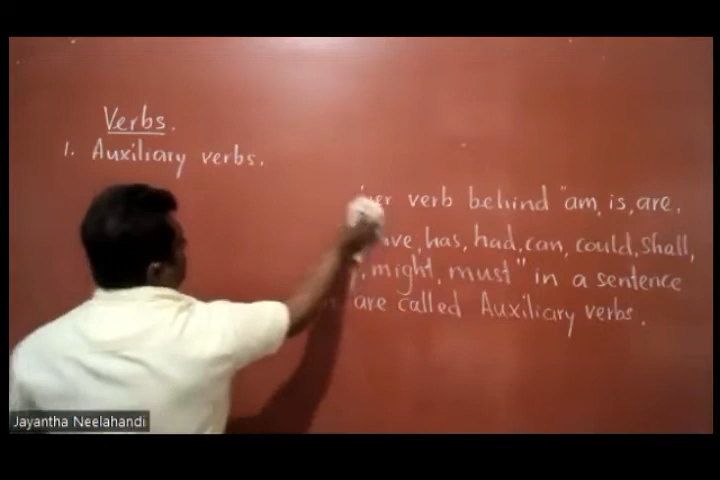 Verbs.
1. Auxiliary verbs.
verb behind "am, is, are,
has, had, can, could, shall,
might, must" in a sentence
are called Auxiliary verbs.
Jayantha Neelahandi